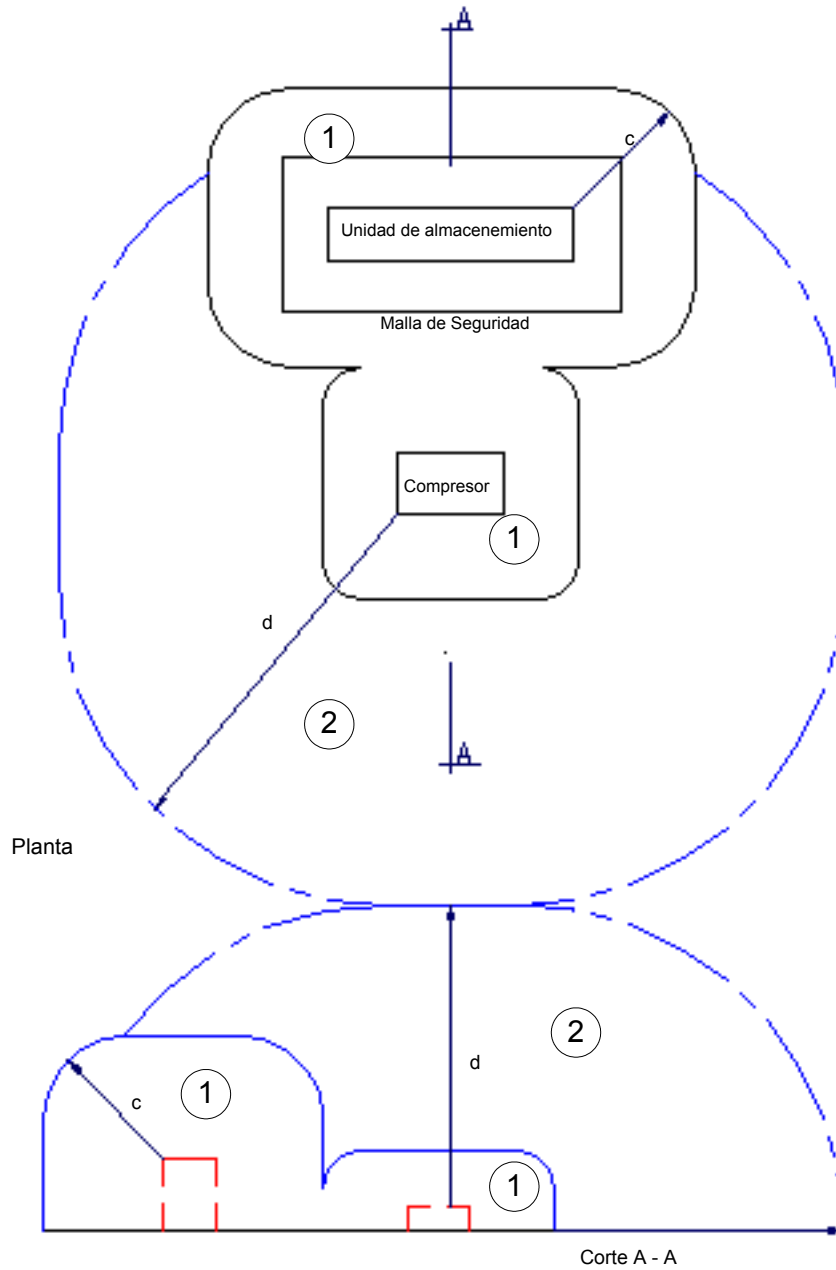 A
1
c
Unidad de almacenemiento
Malla de Seguridad
Compresor
1
d
2
A
Planta
2
d
c
1
1
Corte A - A